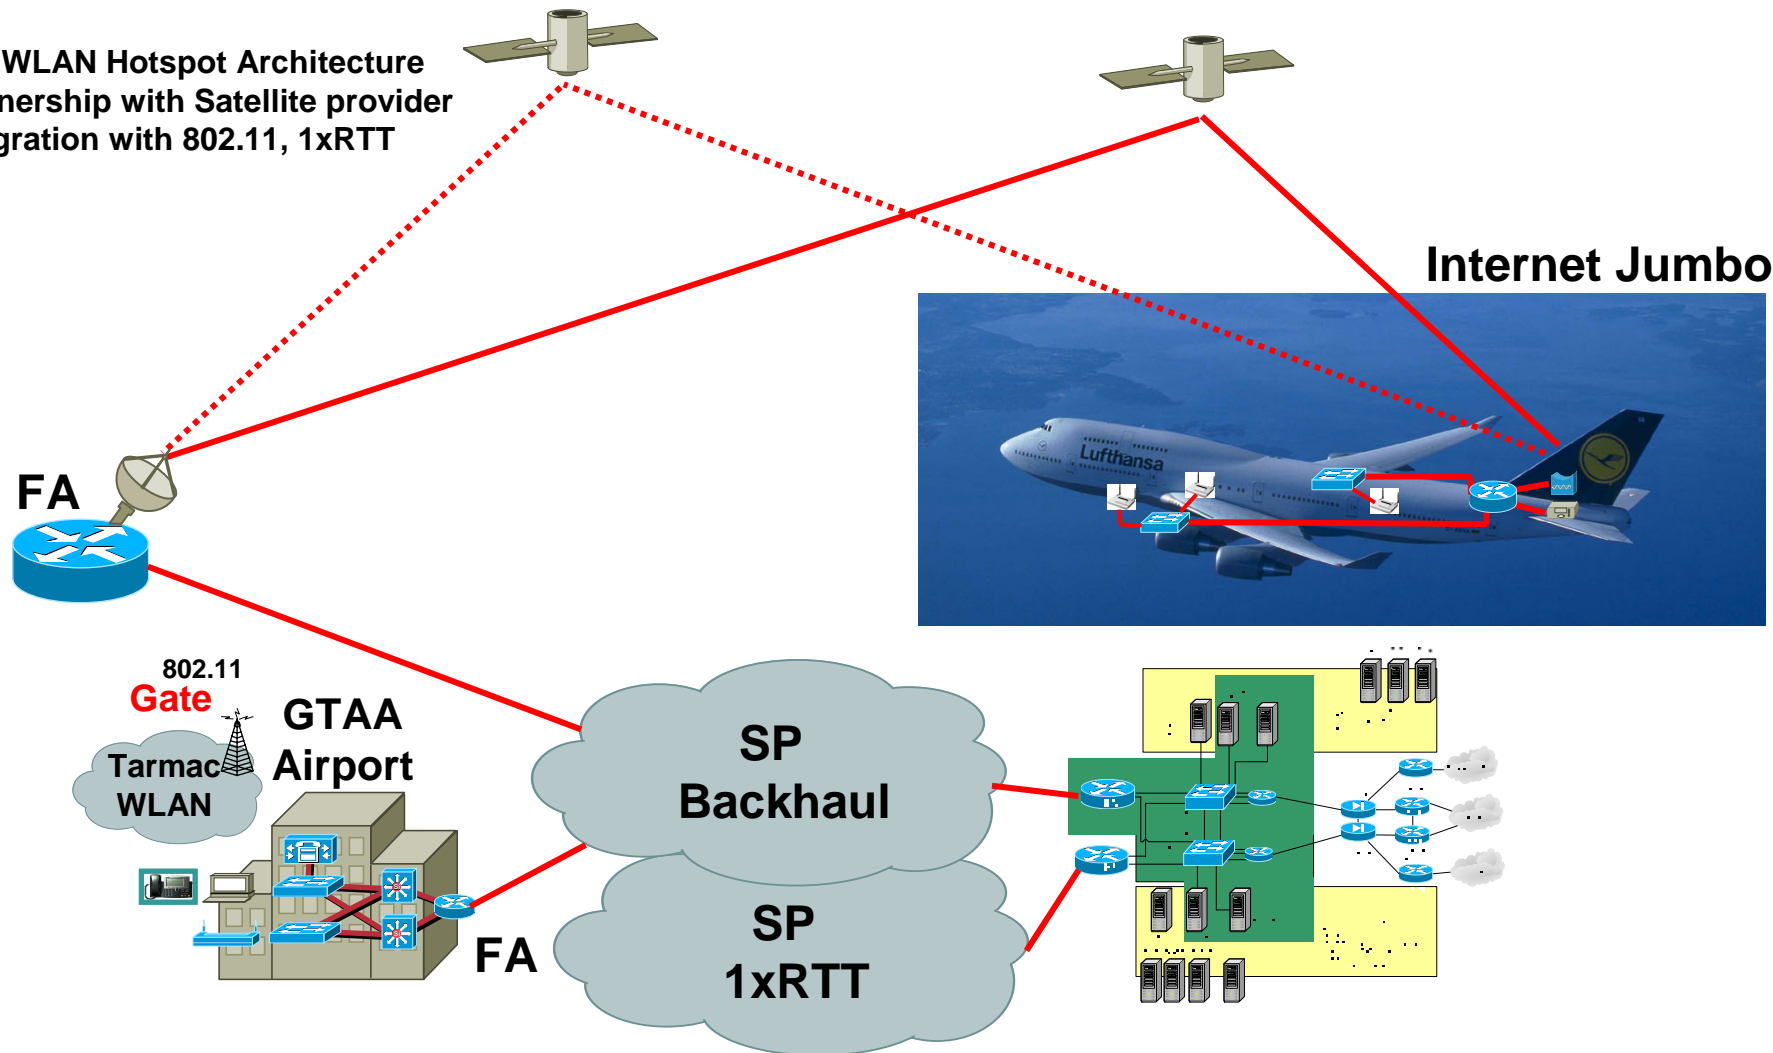 WLAN Hotspot Architecture
nership with Satellite provider
gration with 802.11, 1xRTT
Internet Jumbo
Lufthansa
FA
802.11
Gate
GTAA
Airport
Tarmac
WLAN
SP
Backhaul
SP
1xRTT
FA